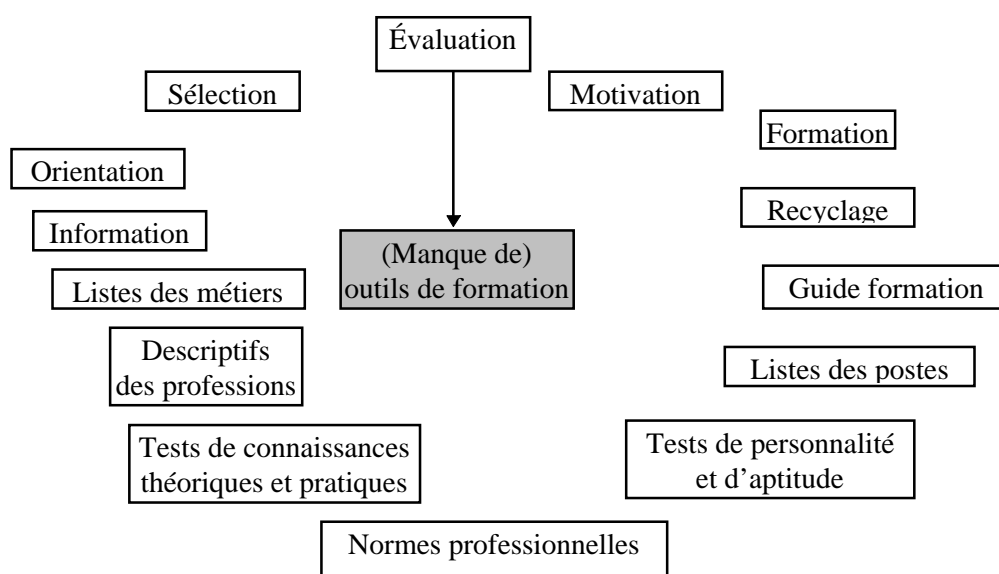 Évaluation
Sélection
Motivation
Formation
Orientation
Recyclage
Information
(Manque de)
outils de formation
Listes des métiers
Guide formation
Descriptifs
des professions
Listes des postes
Tests de connaissances
théoriques et pratiques
Tests de personnalité
et d'aptitude
Normes professionnelles